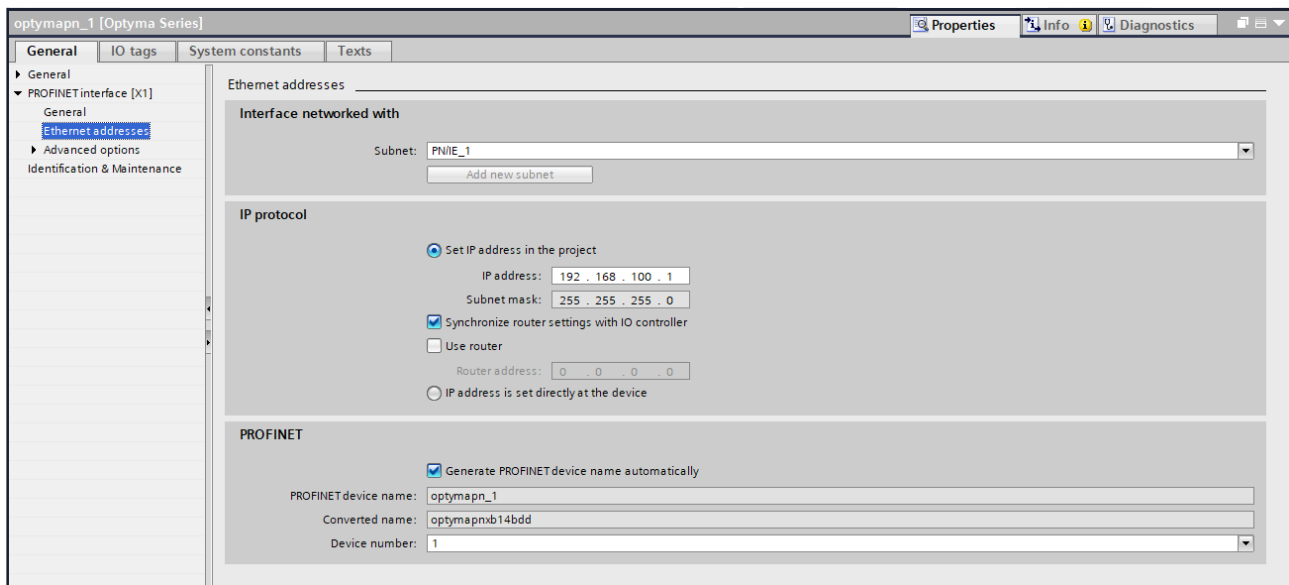 optymapn_1 [Optyma Series]
Properties
Info
Diagnostics
General
IO tags
System constants
Texts
General
PROFINET interface [X1]
General
Ethernet addresses
Advanced options
Identification & Maintenance
Ethernet addresses
Interface networked with
Subnet: PN/IE_1
Add new subnet
IP protocol
Set IP address in the project
IP address: 192 . 168 . 100 . 1
Subnet mask: 255 . 255 . 255 . 0
Synchronize router settings with IO controller
Use router
Router address: 0 . 0 . 0 . 0
IP address is set directly at the device
PROFINET
Generate PROFINET device name automatically
PROFINET device name: optymapn_1
Converted name: optymapnxb14bdd
Device number: 1